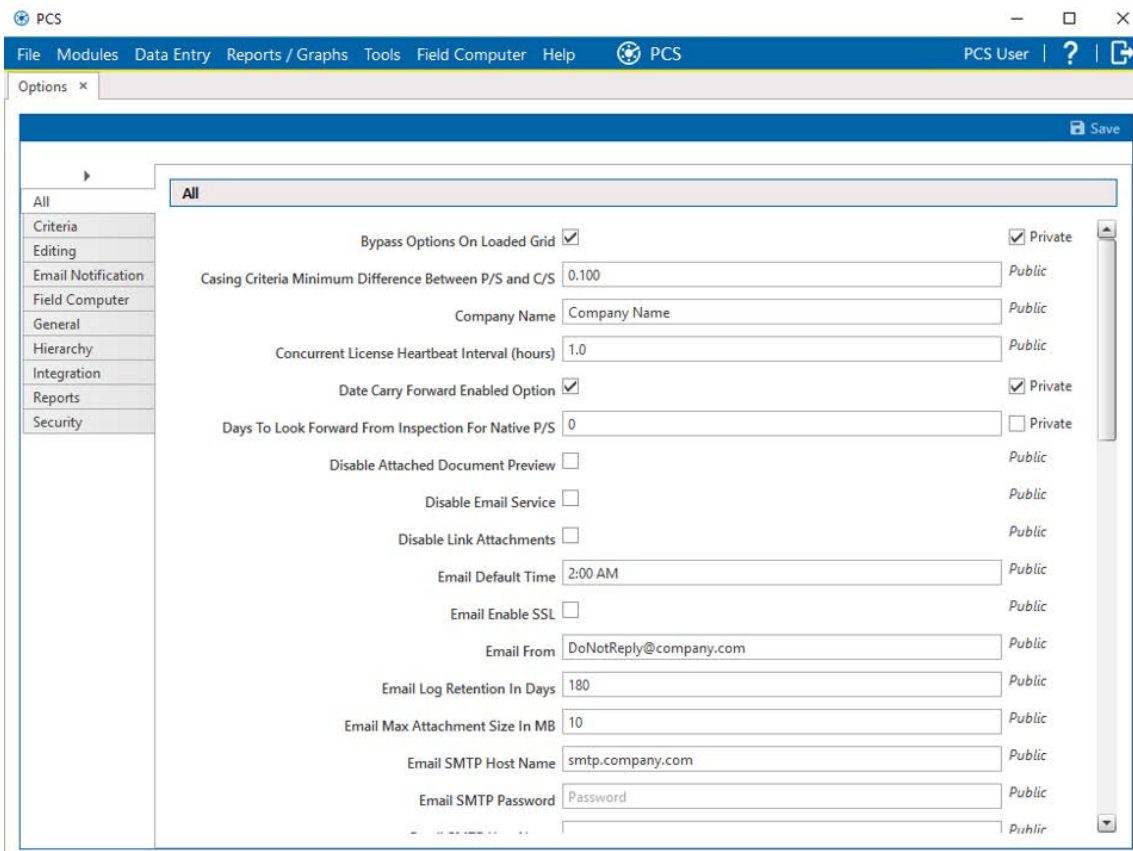 PCS
File Modules Data Entry Reports / Graphs Tools Field Computer Help PCS PCS User | ? |
Options ×
Save
All
Criteria
Editing
Email Notification
Field Computer
General
Hierarchy
Integration
Reports
Security
All
Bypass Options On Loaded Grid Private
Casing Criteria Minimum Difference Between P/S and C/S 0.100 Public
Company Name Company Name Public
Concurrent License Heartbeat Interval (hours) 1.0 Public
Date Carry Forward Enabled Option Private
Days To Look Forward From Inspection For Native P/S 0 Private
Disable Attached Document Preview Public
Disable Email Service Public
Disable Link Attachments Public
Email Default Time 2:00 AM Public
Email Enable SSL Public
Email From DoNotReply@company.com Public
Email Log Retention In Days 180 Public
Email Max Attachment Size In MB 10 Public
Email SMTP Host Name smtp.company.com Public
Email SMTP Password Password Public
Public